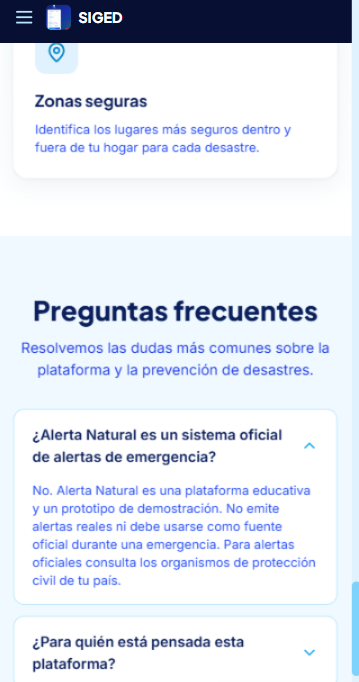 SIGED
Zonas seguras
Identifica los lugares más seguros dentro y
fuera de tu hogar para cada desastre.
Preguntas frecuentes
Resolvemos las dudas más comunes sobre la
plataforma y la prevención de desastres.
¿Alerta Natural es un sistema oficial
de alertas de emergencia?
No. Alerta Natural es una plataforma educativa
y un prototipo de demostración. No emite
alertas reales ni debe usarse como fuente
oficial durante una emergencia. Para alertas
oficiales consulta los organismos de protección
civil de tu país.
¿Para quién está pensada esta
plataforma?